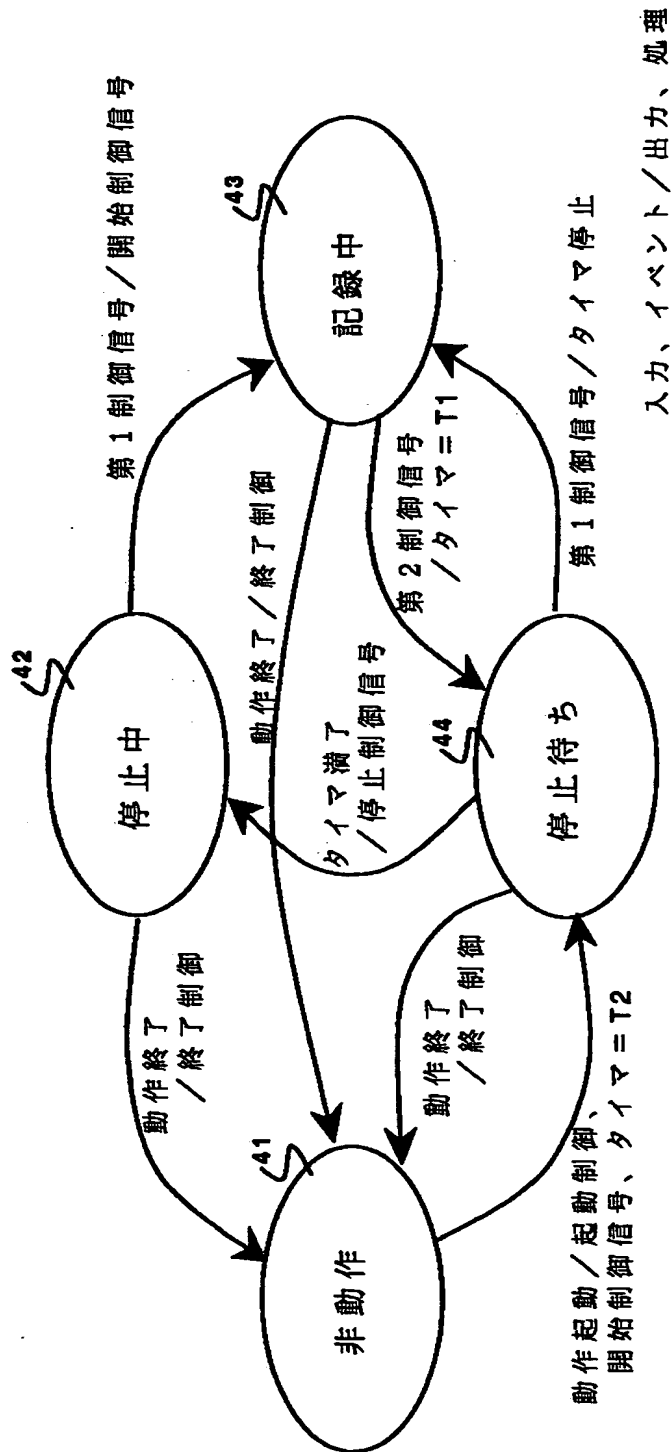 42
停止中
第1制御信号/開始制御信号
動作終了
/終了制御
動作終了/終了制御
41
非動作
43
記録中
タイマ満了
/停止制御信号
第2制御信号
/タイマ=T1
動作終了
/終了制御
44
停止待ち
第1制御信号/タイマ停止
動作起動/起動制御、
開始制御信号、タイマ=T2
入力、イベント/出力、処理